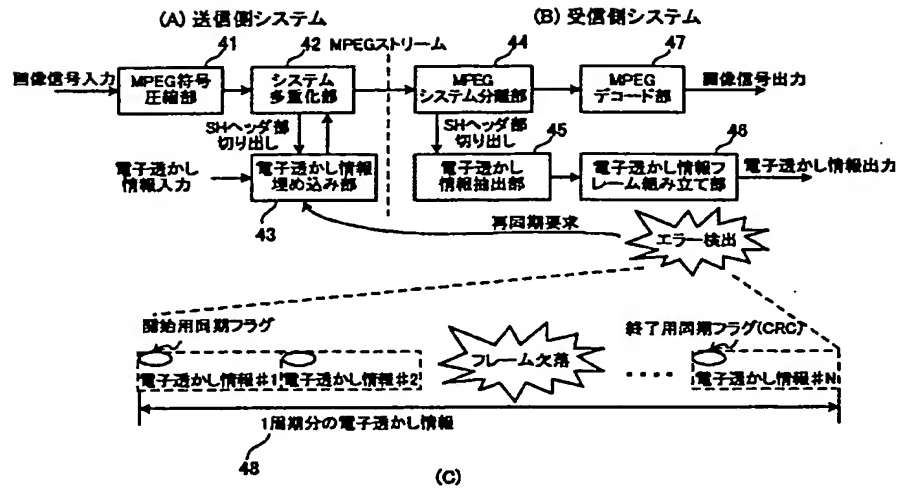 (A) 送信側システム
(B) 受信側システム
41
42
MPEGストリーム
44
47
画像信号入力
MPEG符号
圧縮部
システム
多重化部
MPEG
システム分離部
MPEG
デコード部
画像信号出力
SHヘッダ部
切り出し
SHヘッダ部
切り出し
45
46
電子透かし
情報入力
電子透かし情報
埋め込み部
電子透かし
情報抽出部
電子透かし情報フ
レーム組み立て部
電子透かし情報出力
43
再同期要求
エラー検出
開始用同期フラグ
フレーム欠落
終了用同期フラグ(CRC)
電子透かし情報#1
電子透かし情報#2
電子透かし情報#N
1周期分の電子透かし情報
48
(C)